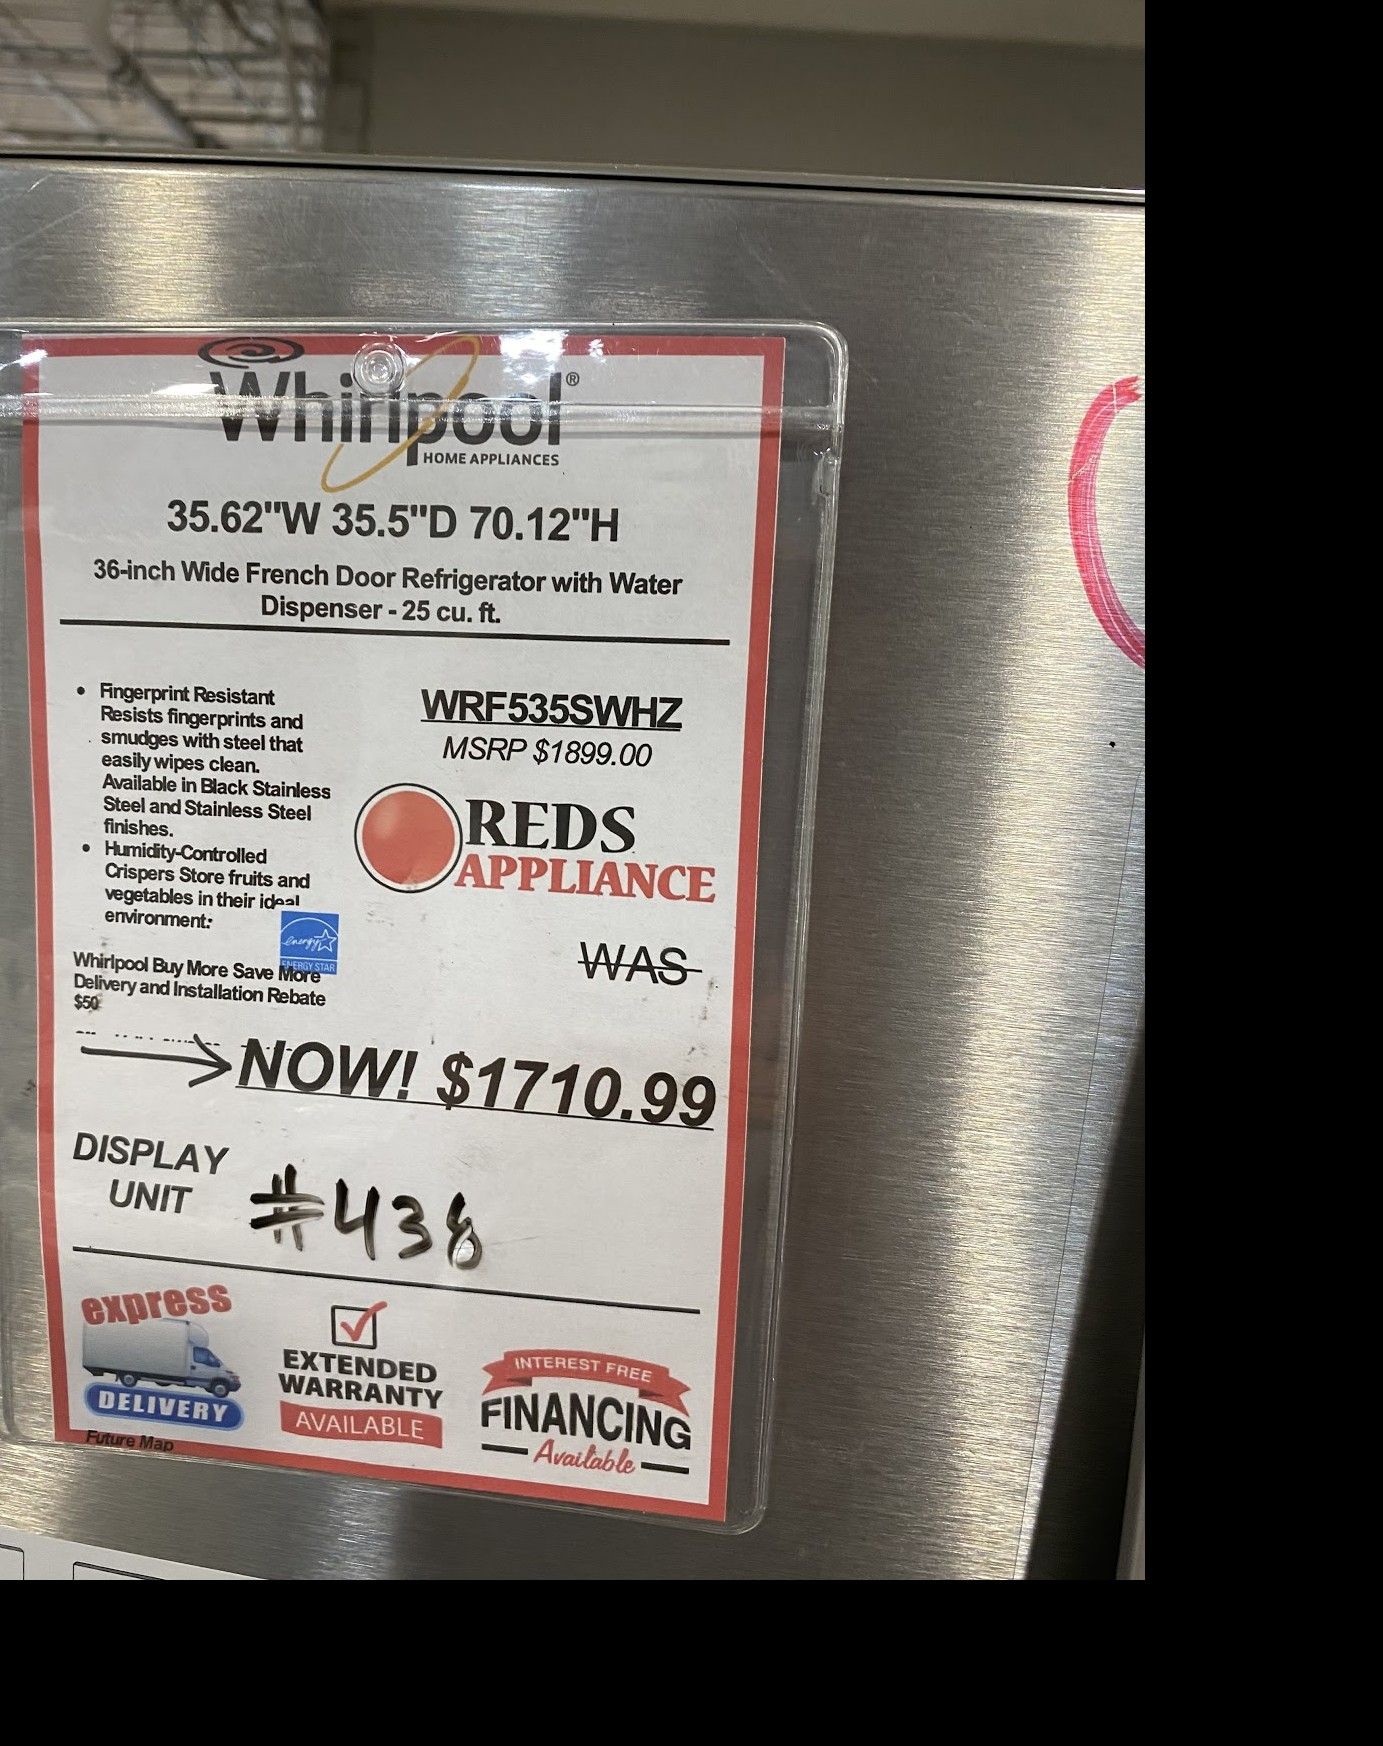 Whirlpool®
HOME APPLIANCES
35.62"W 35.5"D 70.12"H
36-inch Wide French Door Refrigerator with Water
Dispenser - 25 cu. ft.
• Fingerprint Resistant
Resists fingerprints and
smudges with steel that
easily wipes clean.
Available in Black Stainless
Steel and Stainless Steel
finishes.
• Humidity-Controlled
Crispers Store fruits and
vegetables in their ideal
environment:
energy
ENERGY STAR
Whirlpool Buy More Save More
Delivery and Installation Rebate
$50
WRF535SWHZ
MSRP $1899.00
REDS
APPLIANCE
WAS
NOW! $1710.99
DISPLAY
UNIT
#438
express
DELIVERY
Future Map
EXTENDED
WARRANTY
AVAILABLE
INTEREST FREE
FINANCING
Available